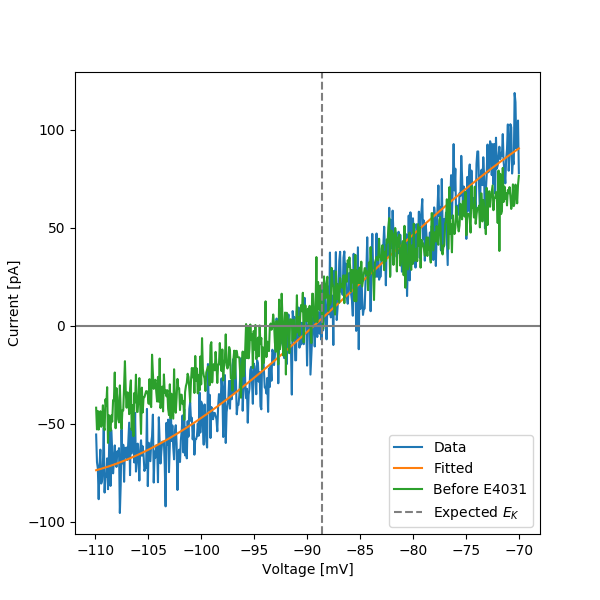 100
50
0
−50
−100
Current [pA]
−110 −105 −100 −95 −90 −85 −80 −75 −70
Voltage [mV]
Data
Fitted
Before E4031
Expected E_K